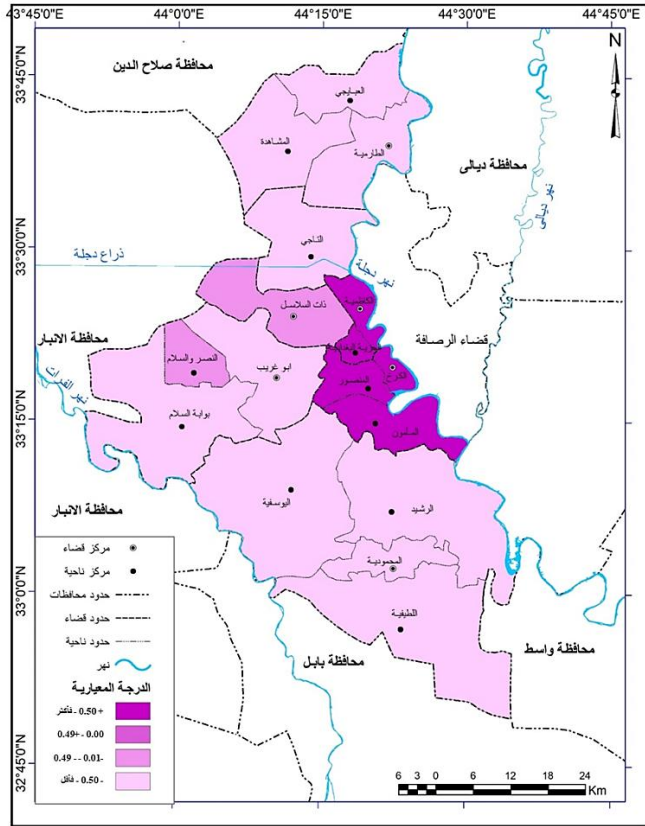 43°45'0"E 44°0'0"E 44°15'0"E 44°30'0"E 44°45'0"E
N
33°45'0"N
33°30'0"N
33°15'0"N
33°0'0"N
32°45'0"N
محافظة صلاح الدين
العبايجي
المشاهدة
الطارمية
محافظة ديالى
نهر ديالى
التاجي
ذراع دجلة
نهر دجلة
ذات السلاسل
الكاظمية
قضاء الرصافة
محافظة الانبار
النصر والسلام
ابو غريب
المنصور
الكرخ
نهر الفرات
بوابة السلام
المأمون
اليوسفية
الرشيد
محافظة الانبار
المحمودية
اللطيفية
محافظة بابل
محافظة واسط
مركز قضاء
مركز ناحية
حدود محافظات
حدود قضاء
حدود ناحية
نهر
الدرجة المعيارية
+0.50 - فأكثر
0.00 - +0.49
-0.01 - -0.49
-0.50 - فأقل
6 3 0 6 12 18 24
Km